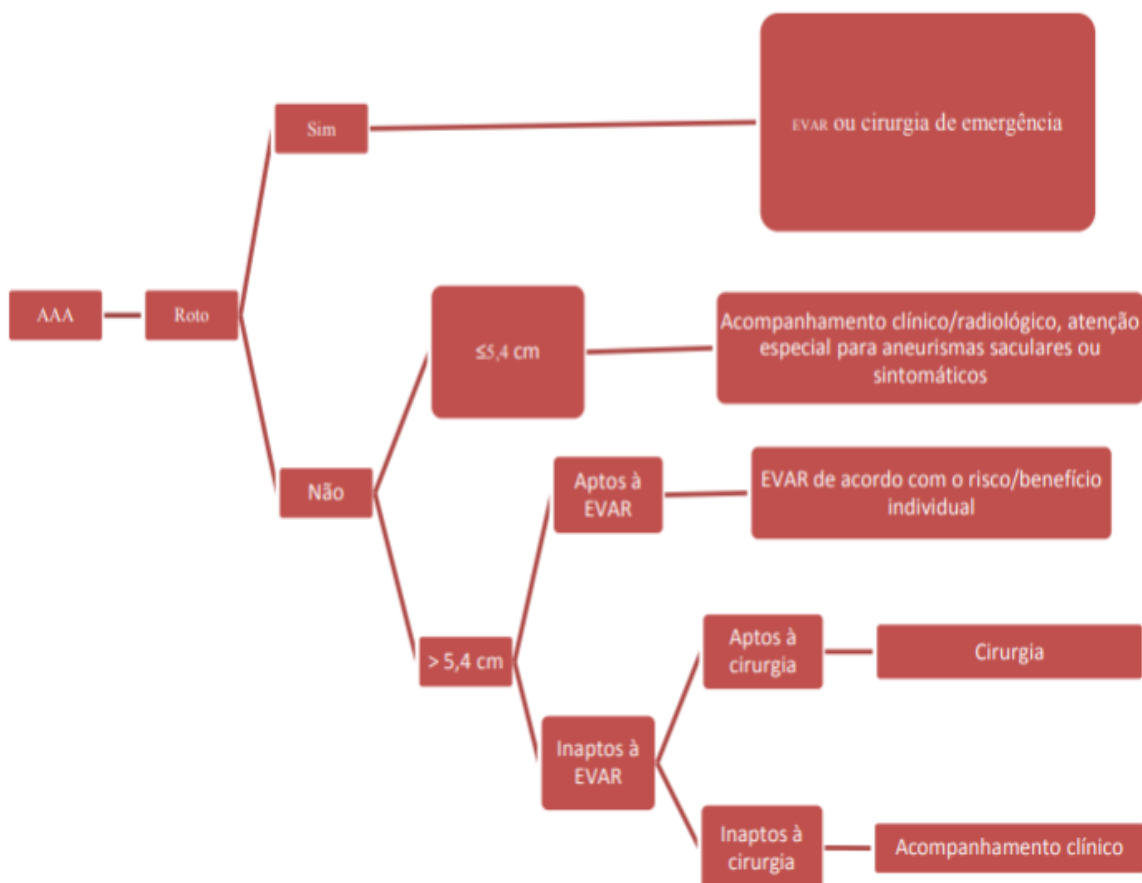 Sim
EVAR ou cirurgia de emergência
AAA
Roto
≤5,4 cm
Acompanhamento clínico/radiológico, atenção
especial para aneurismas saculares ou
sintomáticos
Não
Aptos à
EVAR
EVAR de acordo com o risco/benefício
individual
> 5,4 cm
Aptos à
cirurgia
Cirurgia
Inaptos à
EVAR
Inaptos à
cirurgia
Acompanhamento clínico